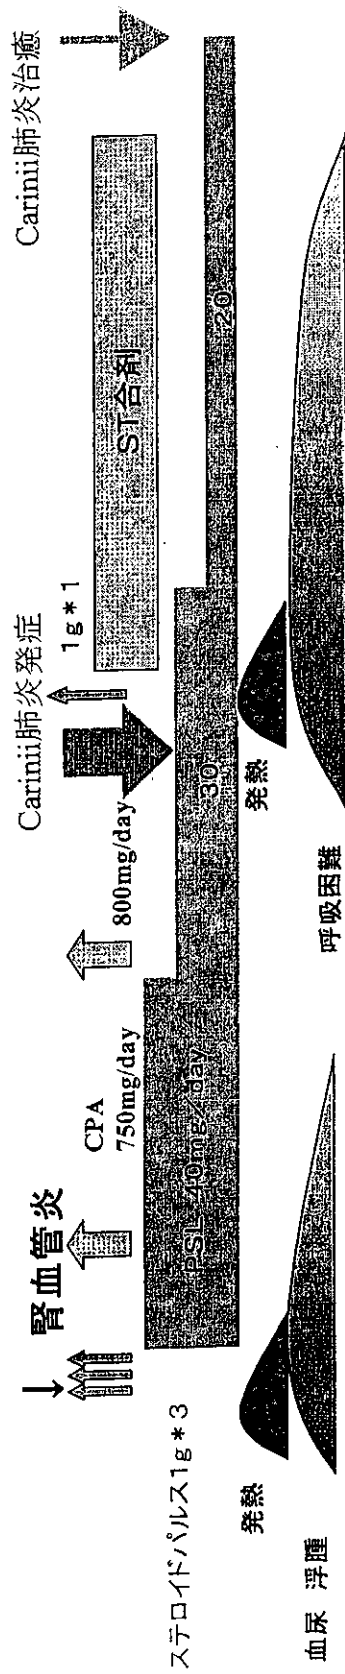 腎血管炎
Carinii肺炎発症
Carinii肺炎治癒
CPA
750mg/day
800mg/day
1g*1
ステロイドパルス1g*3
PSL 40mg/day
30
20
ST合剤
発熱
発熱
血尿 浮腫
呼吸困難